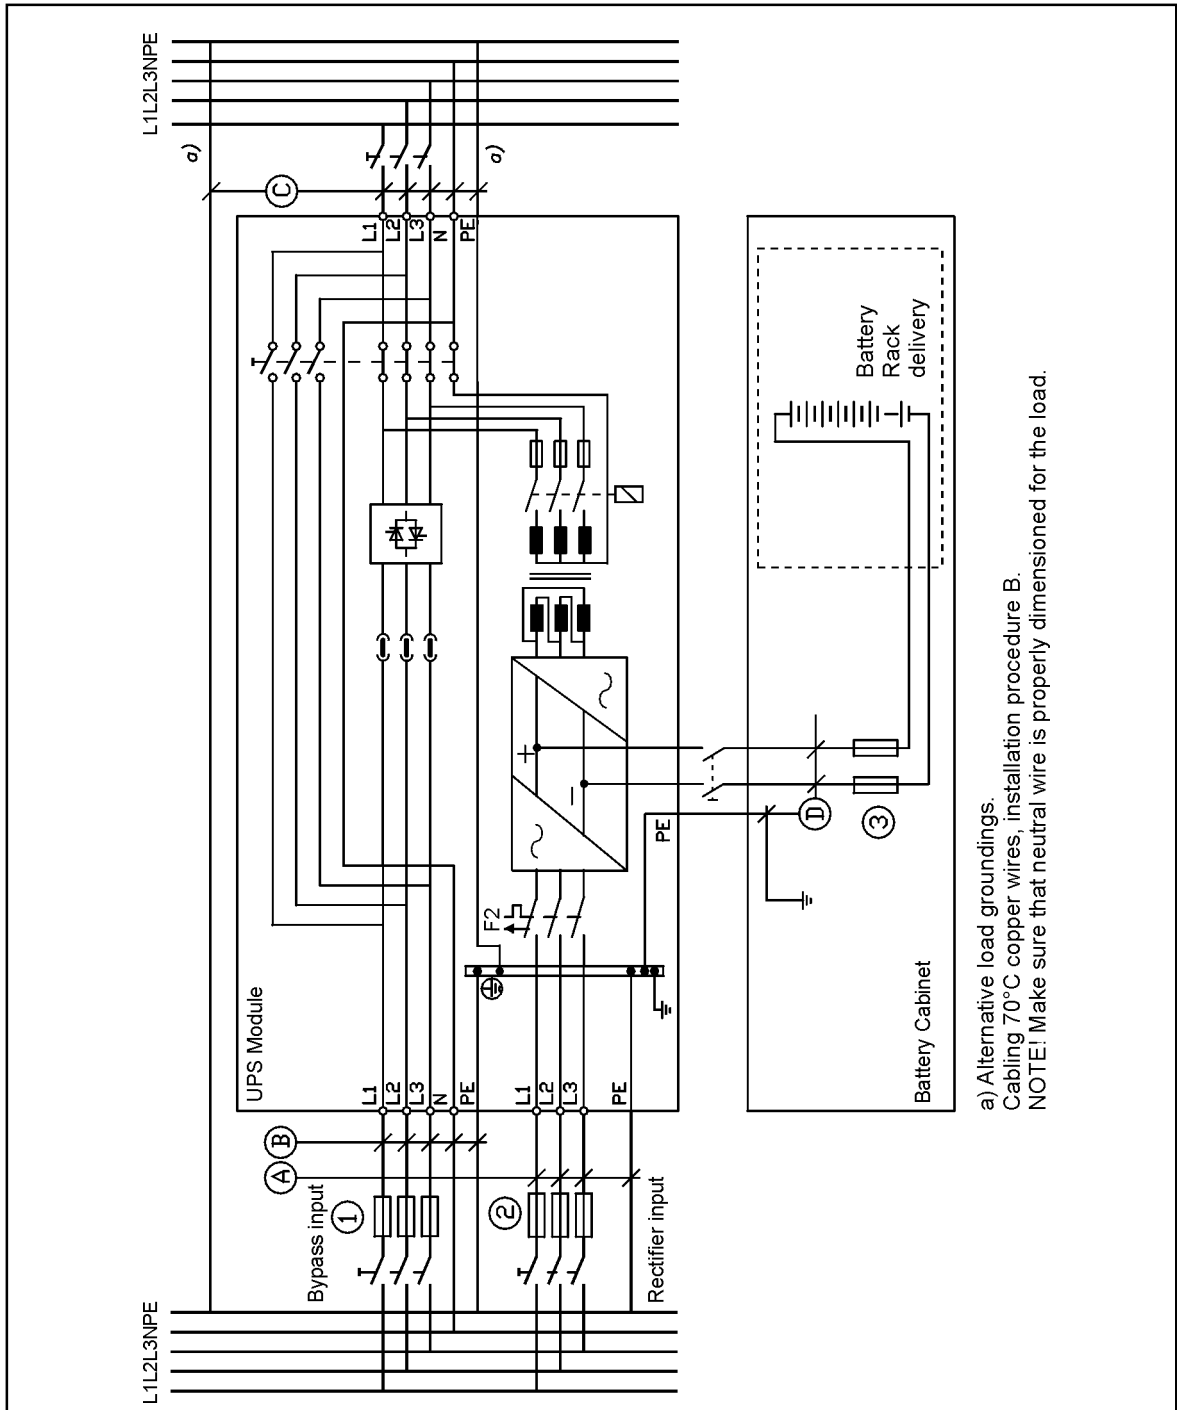 L1L2L3NPE
a)
a)
C
L1
L2
L3
N
PE
Battery
Rack
delivery
+
−
PE
D
3
F2
UPS Module
Battery Cabinet
L1
L2
L3
N
PE
L1
L2
L3
PE
B
A
Bypass input
1
2
Rectifier input
L1L2L3NPE
a) Alternative load groundings.
Cabling 70°C copper wires, installation procedure B.
NOTE! Make sure that neutral wire is properly dimensioned for the load.